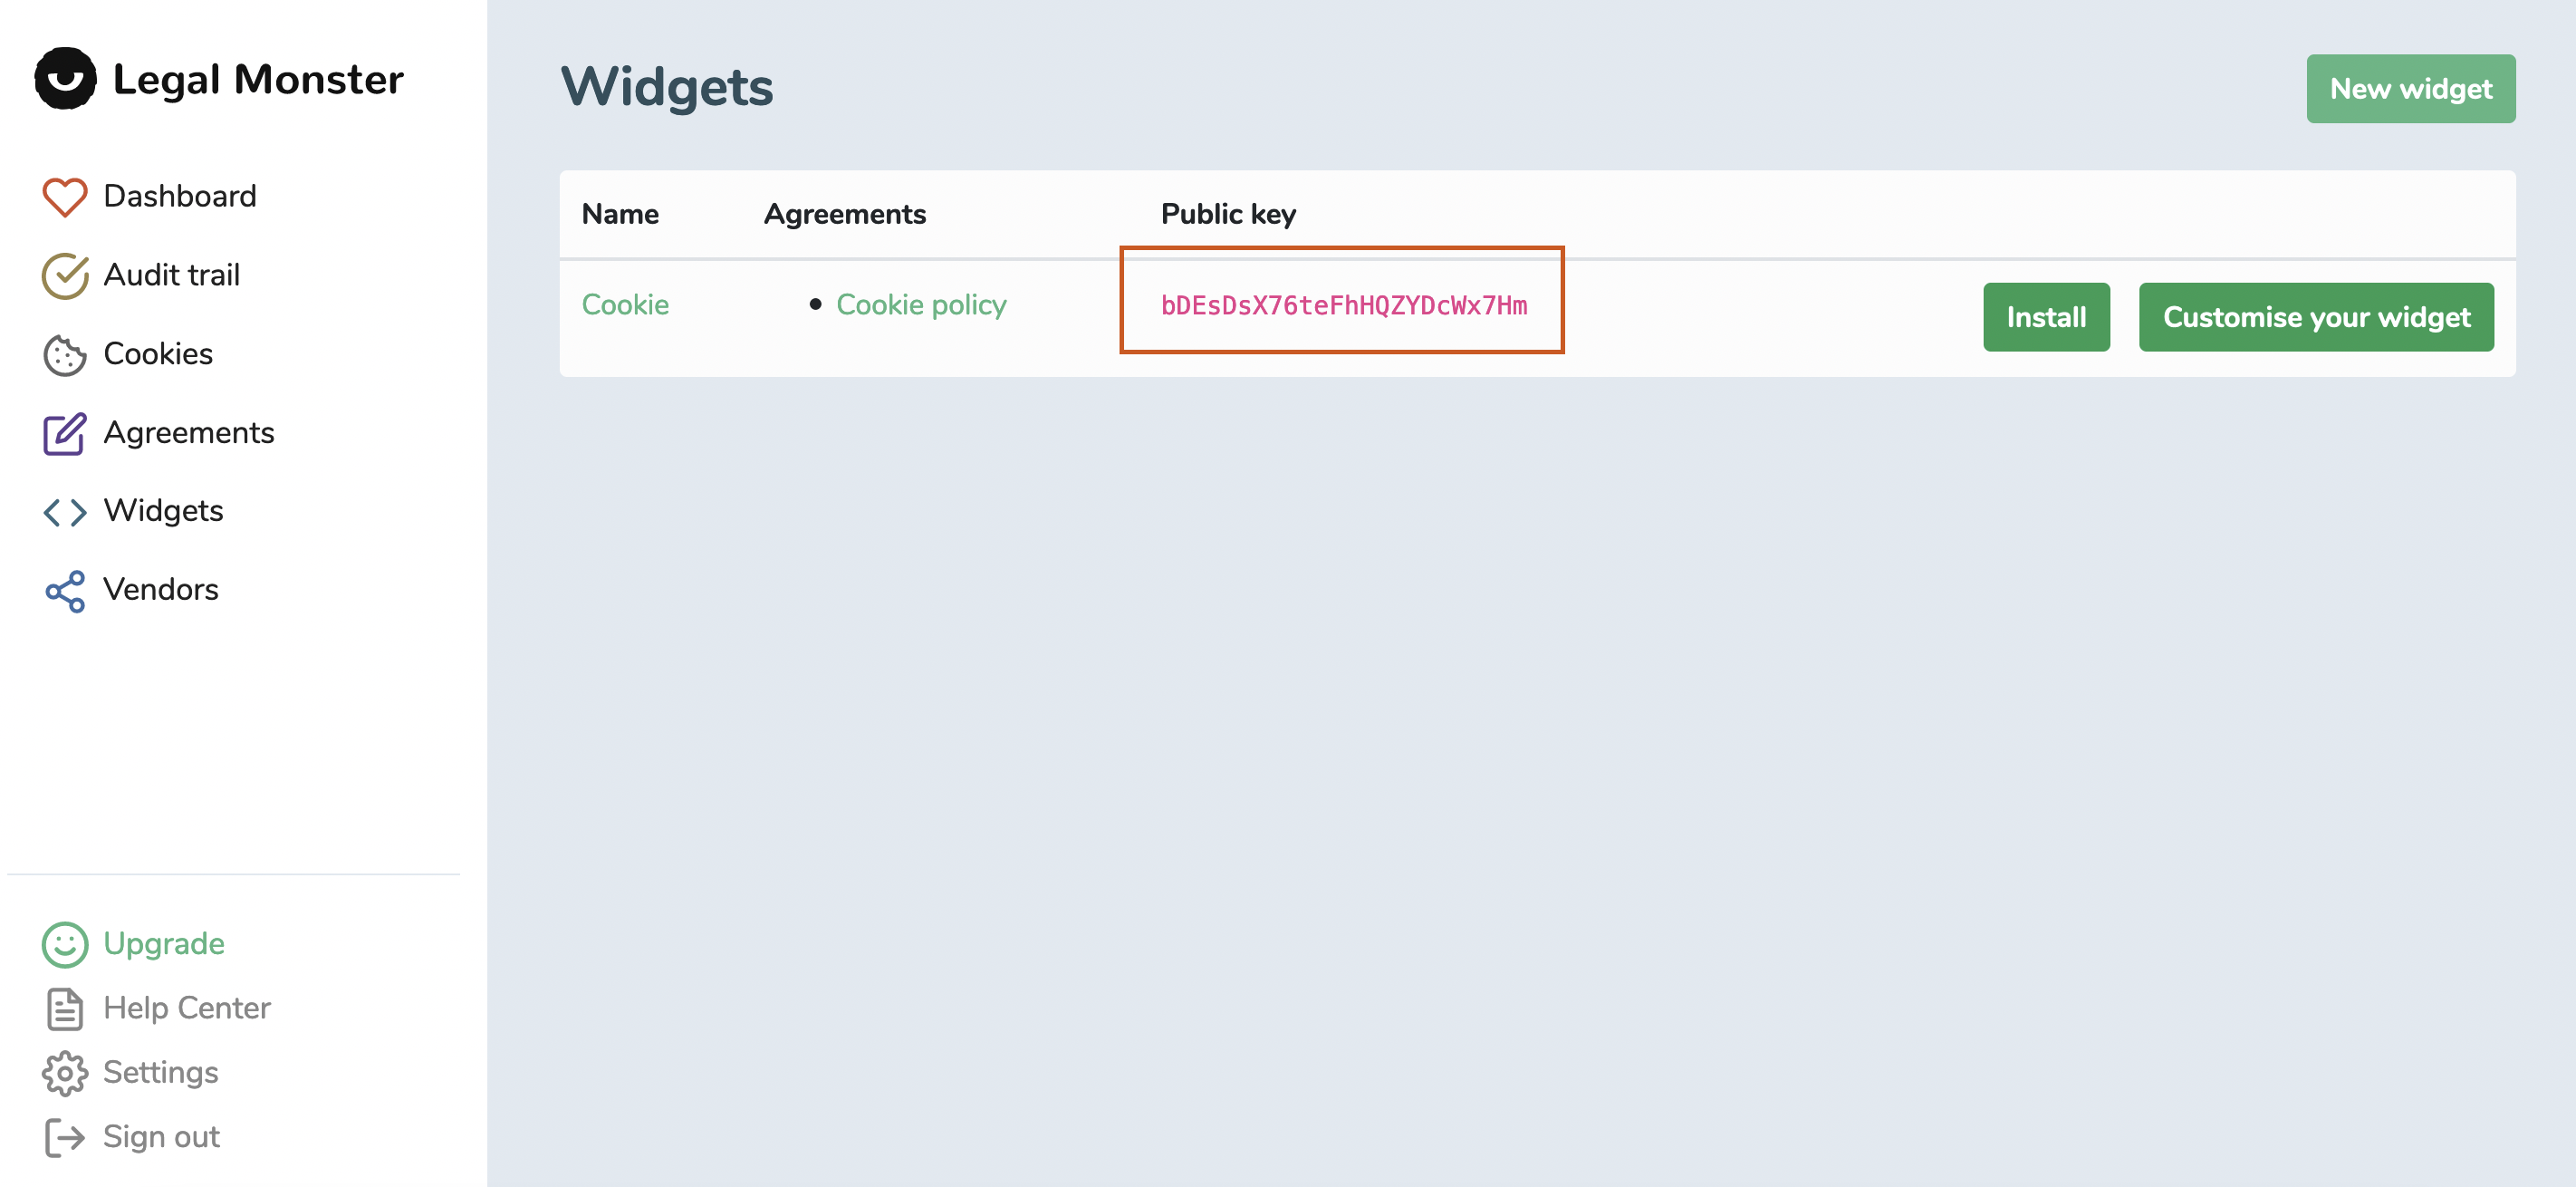 Legal Monster
Dashboard
Audit trail
Cookies
Agreements
Widgets
Vendors
Upgrade
Help Center
Settings
Sign out
Widgets
New widget
Name Agreements Public key
Cookie • Cookie policy bDEsDsX76teFhHQZYDcWx7Hm Install Customise your widget